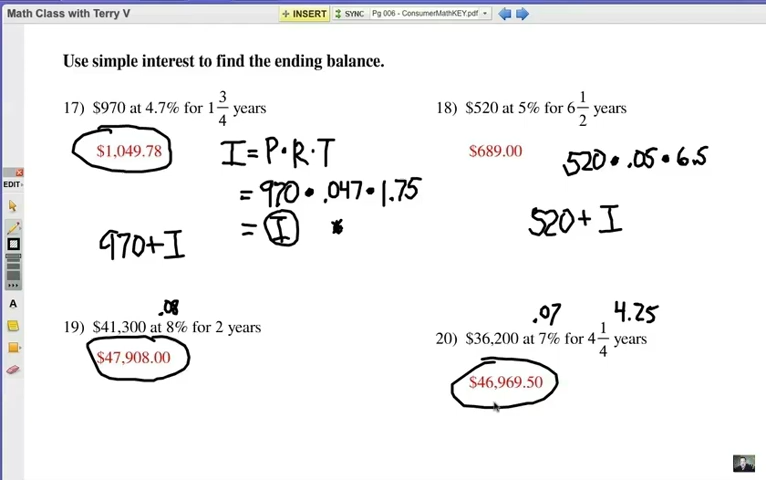 Math Class with Terry V
+ INSERT
SYNC
Pg 006 - ConsumerMathKEY.pdf
EDIT
A
Use simple interest to find the ending balance.
17) $970 at 4.7% for 1 3/4 years
$1,049.78
I = P · R · T
= 970 · .047 · 1.75
= I
970 + I
18) $520 at 5% for 6 1/2 years
$689.00
520 · .05 · 6.5
520 + I
.08
19) $41,300 at 8% for 2 years
$47,908.00
.07 4.25
20) $36,200 at 7% for 4 1/4 years
$46,969.50